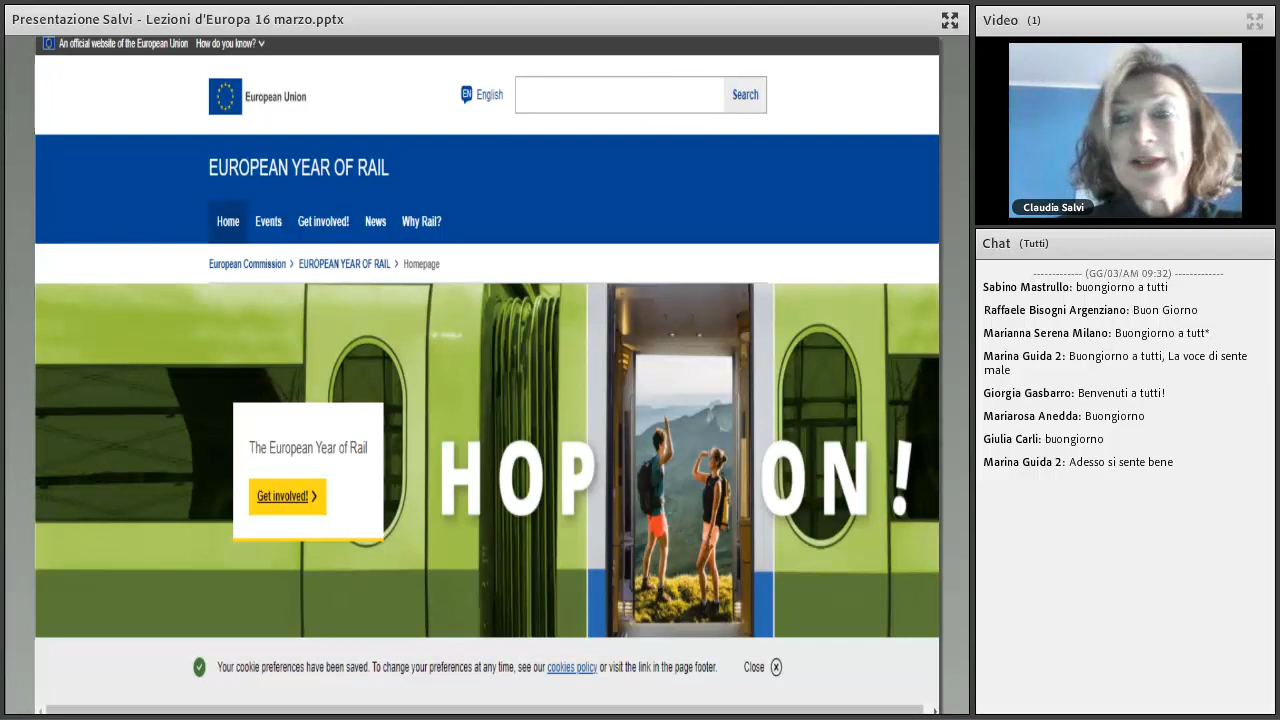 Presentazione Salvi - Lezioni d'Europa 16 marzo.pptx
An official website of the European Union How do you know?
European Union
EN English
Search
EUROPEAN YEAR OF RAIL
Home Events Get involved! News Why Rail?
European Commission > EUROPEAN YEAR OF RAIL > Homepage
The European Year of Rail
Get involved! >
HOP ON!
Your cookie preferences have been saved. To change your preferences at any time, see our cookies policy or visit the link in the page footer.
Close
Video (1)
Claudia Salvi
Chat (Tutti)
------------- (GG/03/AM 09:32) -------------
Sabino Mastrullo: buongiorno a tutti
Raffaele Bisogni Argenziano: Buon Giorno
Marianna Serena Milano: Buongiorno a tutt*
Marina Guida 2: Buongiorno a tutti, La voce di sente
male
Giorgia Gasbarro: Benvenuti a tutti!
Mariarosa Anedda: Buongiorno
Giulia Carli: buongiorno
Marina Guida 2: Adesso si sente bene